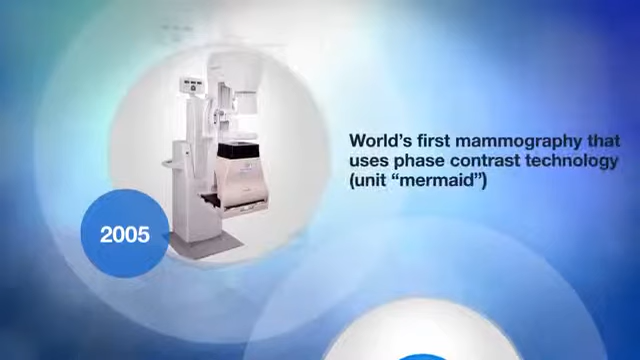 World's first mammography that
uses phase contrast technology
(unit “mermaid”)
2005